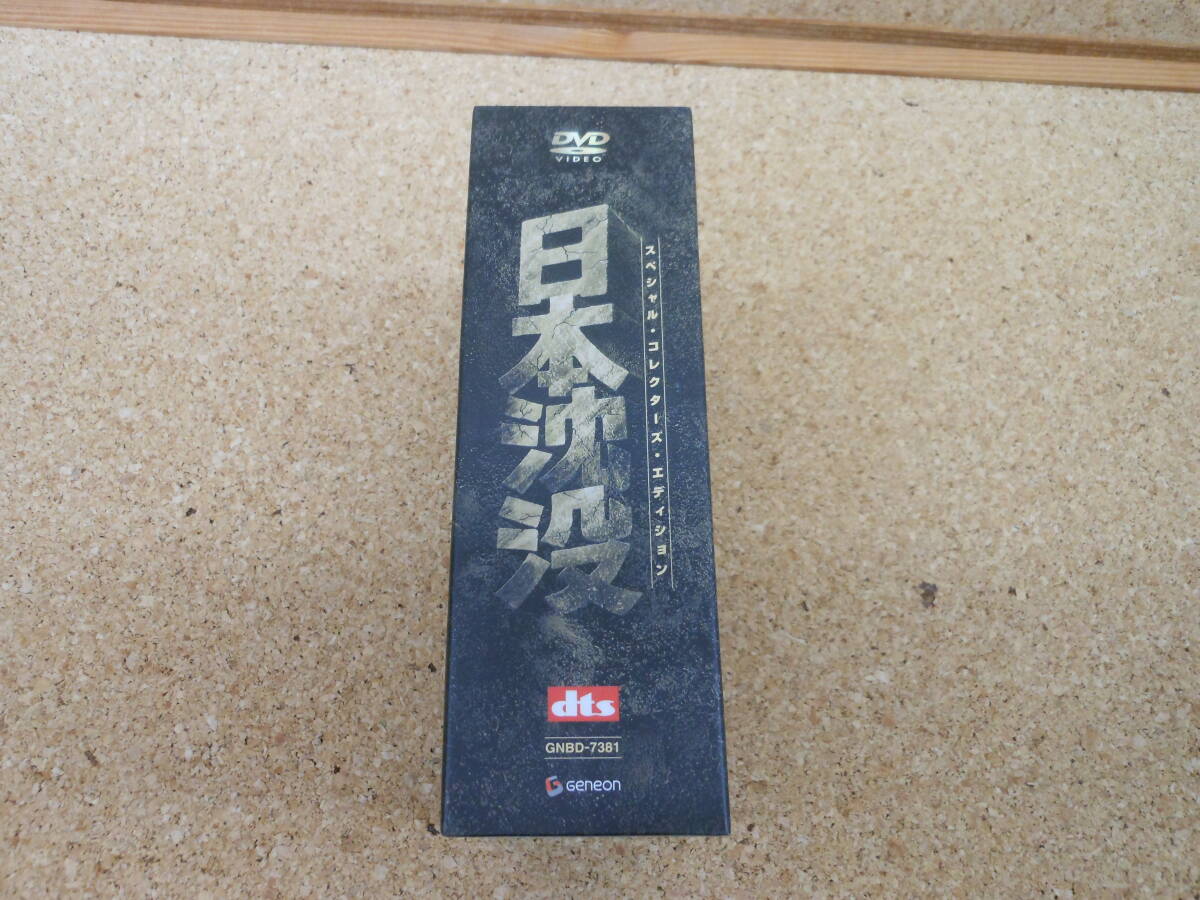 DVD
VIDEO
日本沈没
スペシャル・コレクターズ・エディション
dts
GNBD-7381
Geneon